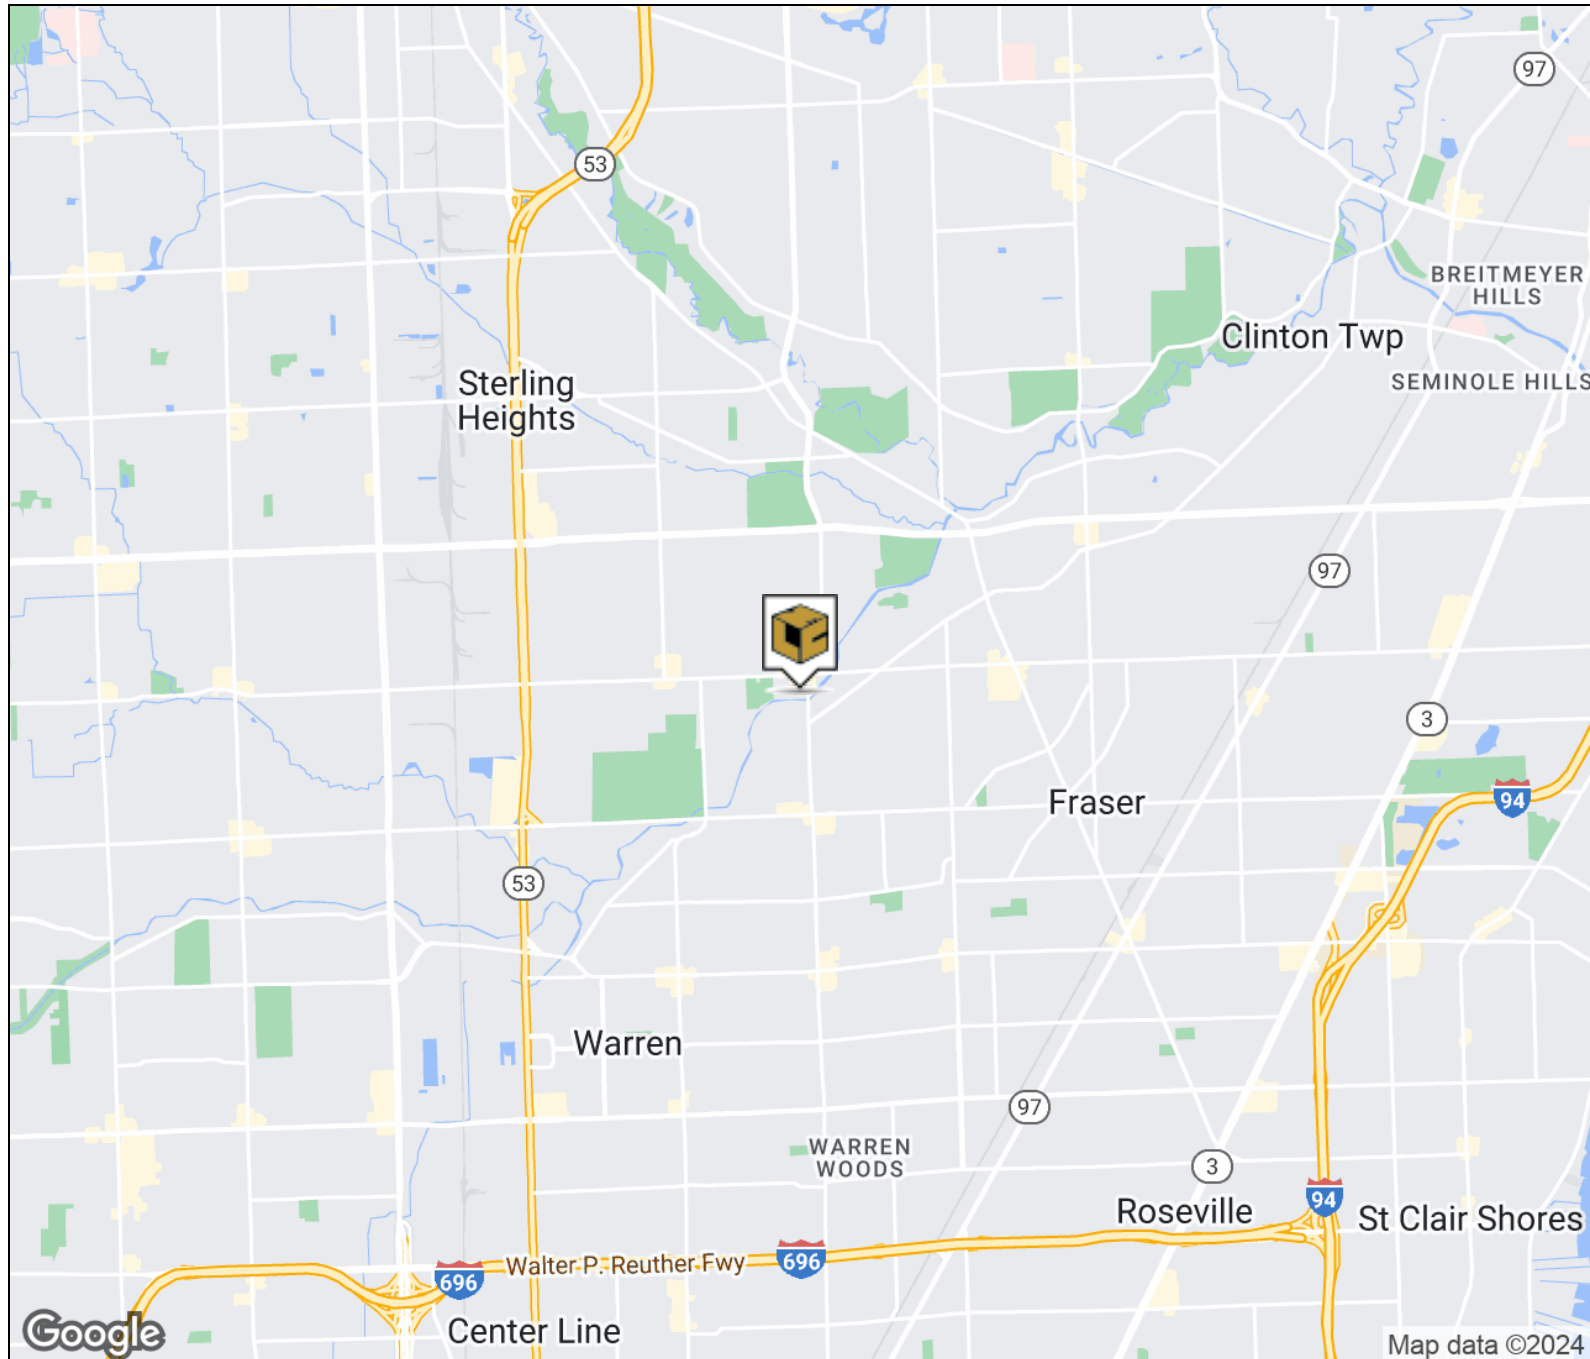 97
53
BREITMEYER
HILLS
Clinton Twp
Sterling
Heights
SEMINOLE HILLS
97
3
94
Fraser
53
Warren
97
WARREN
WOODS
3
94
Roseville
St Clair Shores
Walter P. Reuther Fwy
696
696
Center Line
Google
Map data ©2024